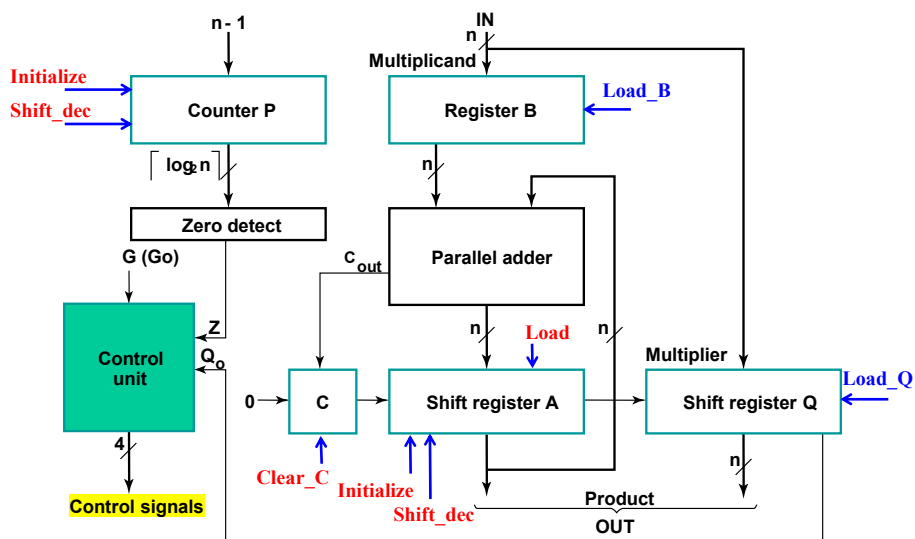 n - 1
IN
n
Multiplicand
Initialize
Shift_dec
Counter P
Register B
Load_B
⌈ log₂ n ⌉
n
Zero detect
G (Go)
C out
Parallel adder
Z
Q₀
Control unit
n
Load
n
Multiplier
0
C
Shift register A
Shift register Q
Load_Q
4
Clear_C
Initialize
Shift_dec
n
Control signals
Product
OUT